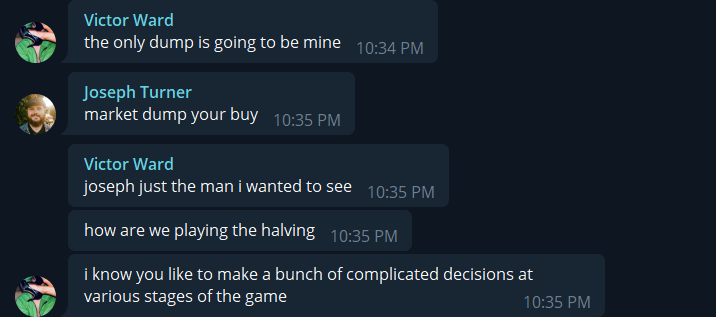 Victor Ward
the only dump is going to be mine 10:34 PM
Joseph Turner
market dump your buy 10:35 PM
Victor Ward
joseph just the man i wanted to see 10:35 PM
how are we playing the halving 10:35 PM
i know you like to make a bunch of complicated decisions at
various stages of the game 10:35 PM